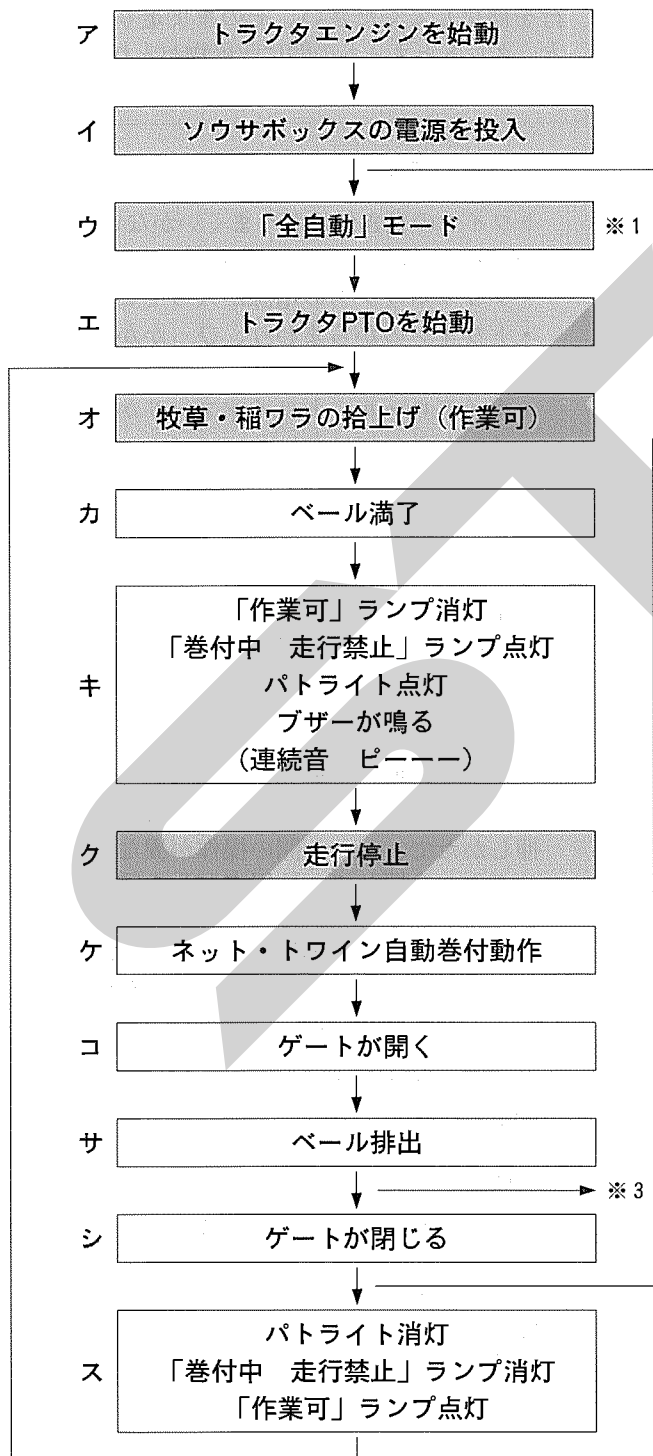 ア トラクタエンジンを始動
イ ソウサボックスの電源を投入
ウ 「全自動」モード ※1
エ トラクタPTOを始動
オ 牧草・稲ワラの拾上げ（作業可）
カ ベール満了
キ 「作業可」ランプ消灯
「巻付中 走行禁止」ランプ点灯
パトライト点灯
ブザーが鳴る
（連続音 ピーーー）
ク 走行停止
ケ ネット・トワイン自動巻付動作
コ ゲートが開く
サ ベール排出
※3
シ ゲートが閉じる
ス パトライト消灯
「巻付中 走行禁止」ランプ消灯
「作業可」ランプ点灯